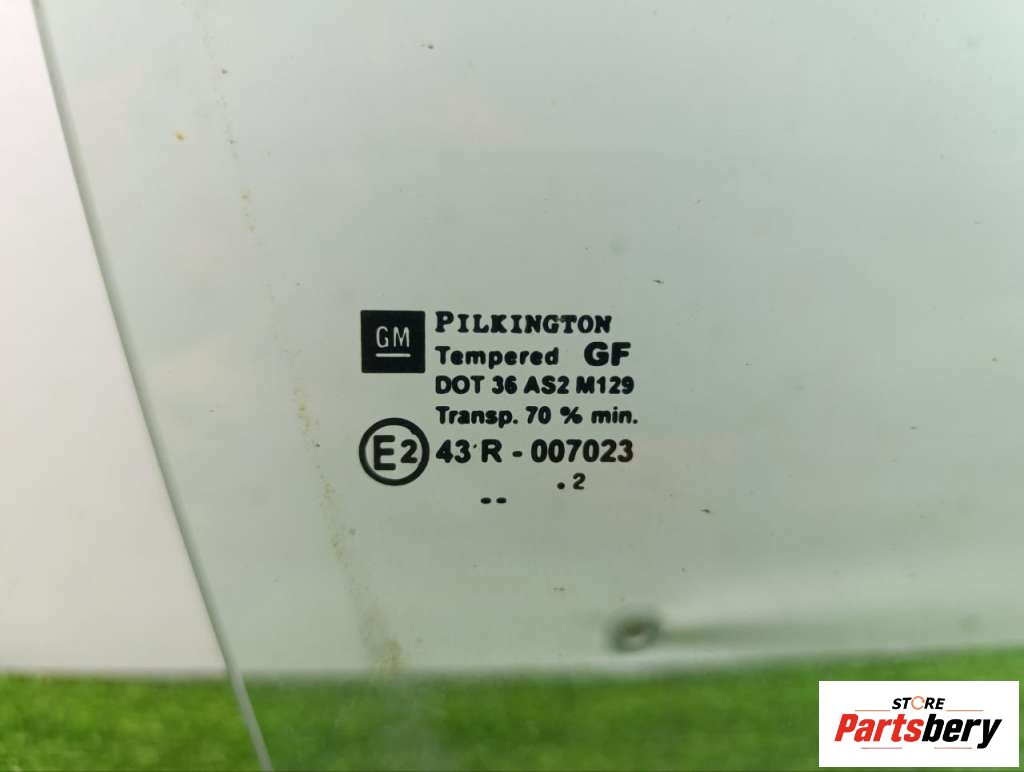 GM
PILKINGTON
Tempered GF
DOT 36 AS2 M129
Transp. 70 % min.
E2 43 R - 007023
. 2
--
STORE
Partsbery